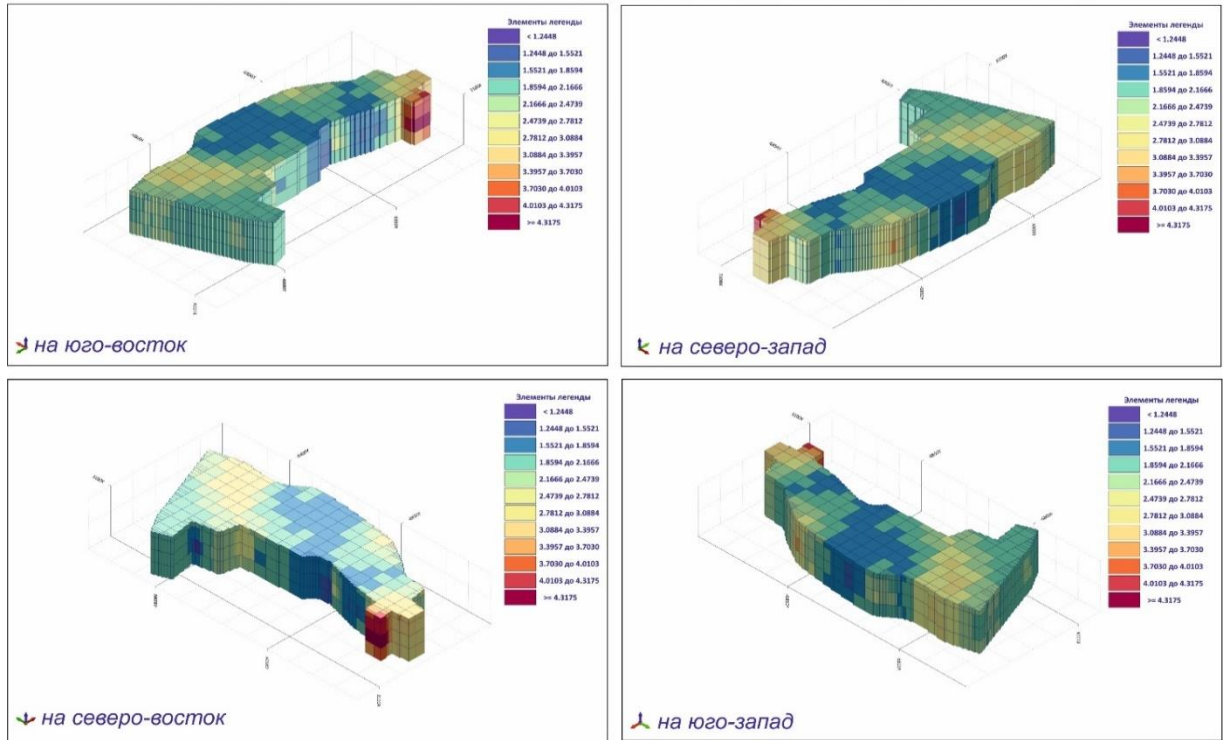 Элементы легенды
< 1.2448
1.2448 до 1.5521
1.5521 до 1.8594
1.8594 до 2.1666
2.1666 до 2.4739
2.4739 до 2.7812
2.7812 до 3.0884
3.0884 до 3.3957
3.3957 до 3.7030
3.7030 до 4.0103
4.0103 до 4.3175
>= 4.3175
на юго-восток
Элементы легенды
< 1.2448
1.2448 до 1.5521
1.5521 до 1.8594
1.8594 до 2.1666
2.1666 до 2.4739
2.4739 до 2.7812
2.7812 до 3.0884
3.0884 до 3.3957
3.3957 до 3.7030
3.7030 до 4.0103
4.0103 до 4.3175
>= 4.3175
на северо-запад
Элементы легенды
< 1.2448
1.2448 до 1.5521
1.5521 до 1.8594
1.8594 до 2.1666
2.1666 до 2.4739
2.4739 до 2.7812
2.7812 до 3.0884
3.0884 до 3.3957
3.3957 до 3.7030
3.7030 до 4.0103
4.0103 до 4.3175
>= 4.3175
на северо-восток
Элементы легенды
< 1.2448
1.2448 до 1.5521
1.5521 до 1.8594
1.8594 до 2.1666
2.1666 до 2.4739
2.4739 до 2.7812
2.7812 до 3.0884
3.0884 до 3.3957
3.3957 до 3.7030
3.7030 до 4.0103
4.0103 до 4.3175
>= 4.3175
на юго-запад